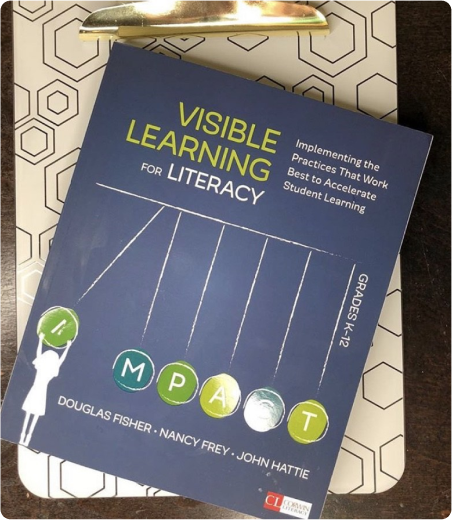 VISIBLE
LEARNING
FOR LITERACY
Implementing the
Practices That Work
Best to Accelerate
Student Learning
GRADES K-12
I M P A C T
DOUGLAS FISHER · NANCY FREY · JOHN HATTIE
CL CORWIN
LITERACY